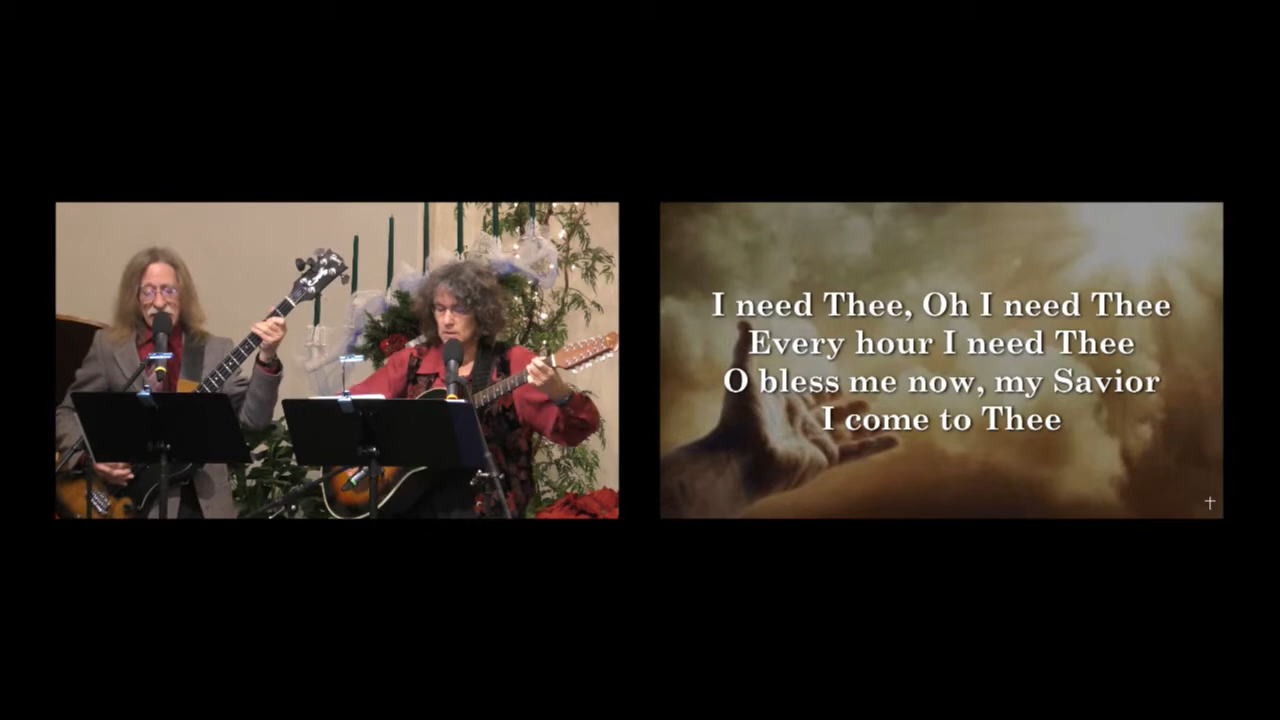 I need Thee, Oh I need Thee
Every hour I need Thee
O bless me now, my Savior
I come to Thee